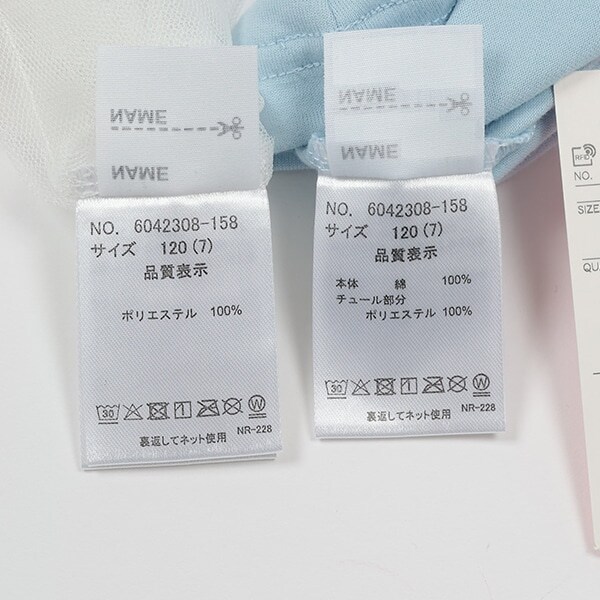 NAME
NAME
NO. 6042308-158
サイズ 120(7)
品質表示
ポリエステル 100%
30
W
裏返してネット使用 NR-228
NAME
NAME
NO. 6042308-158
サイズ 120(7)
品質表示
本体 綿 100%
チュール部分
ポリエステル 100%
30
W
裏返してネット使用 NR-228
RFID
NO.
SIZE
QU